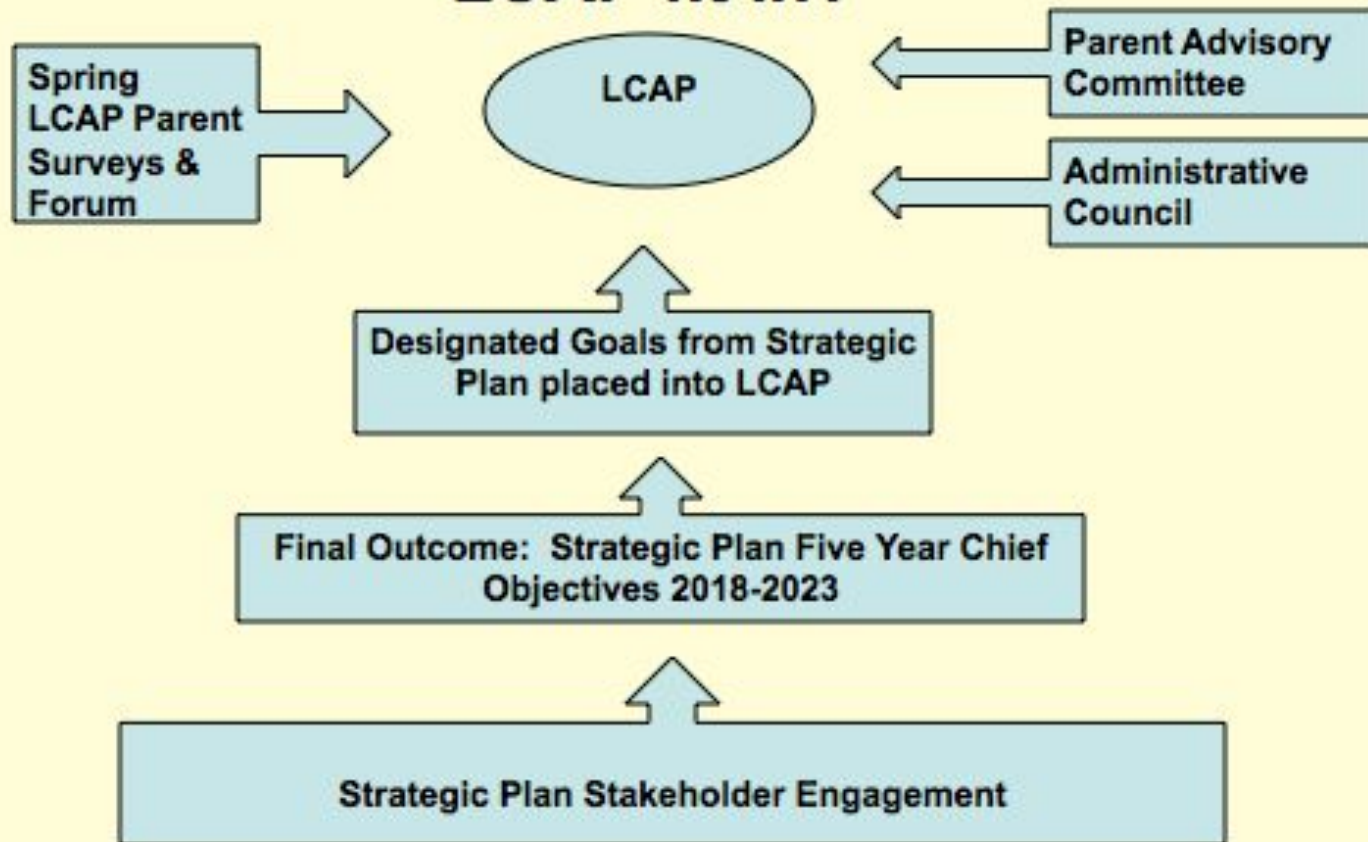 Spring
LCAP Parent
Surveys &
Forum
LCAP
Parent Advisory
Committee
Administrative
Council
Designated Goals from Strategic
Plan placed into LCAP
Final Outcome: Strategic Plan Five Year Chief
Objectives 2018-2023
Strategic Plan Stakeholder Engagement